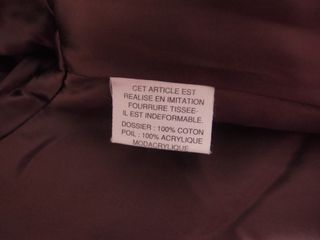 CET ARTICLE EST
REALISE EN IMITATION
FOURRURE TISSEE-
IL EST INDEFORMABLE.
DOSSIER : 100% COTON
POIL : 100% ACRYLIQUE
MODACRYLIQUE